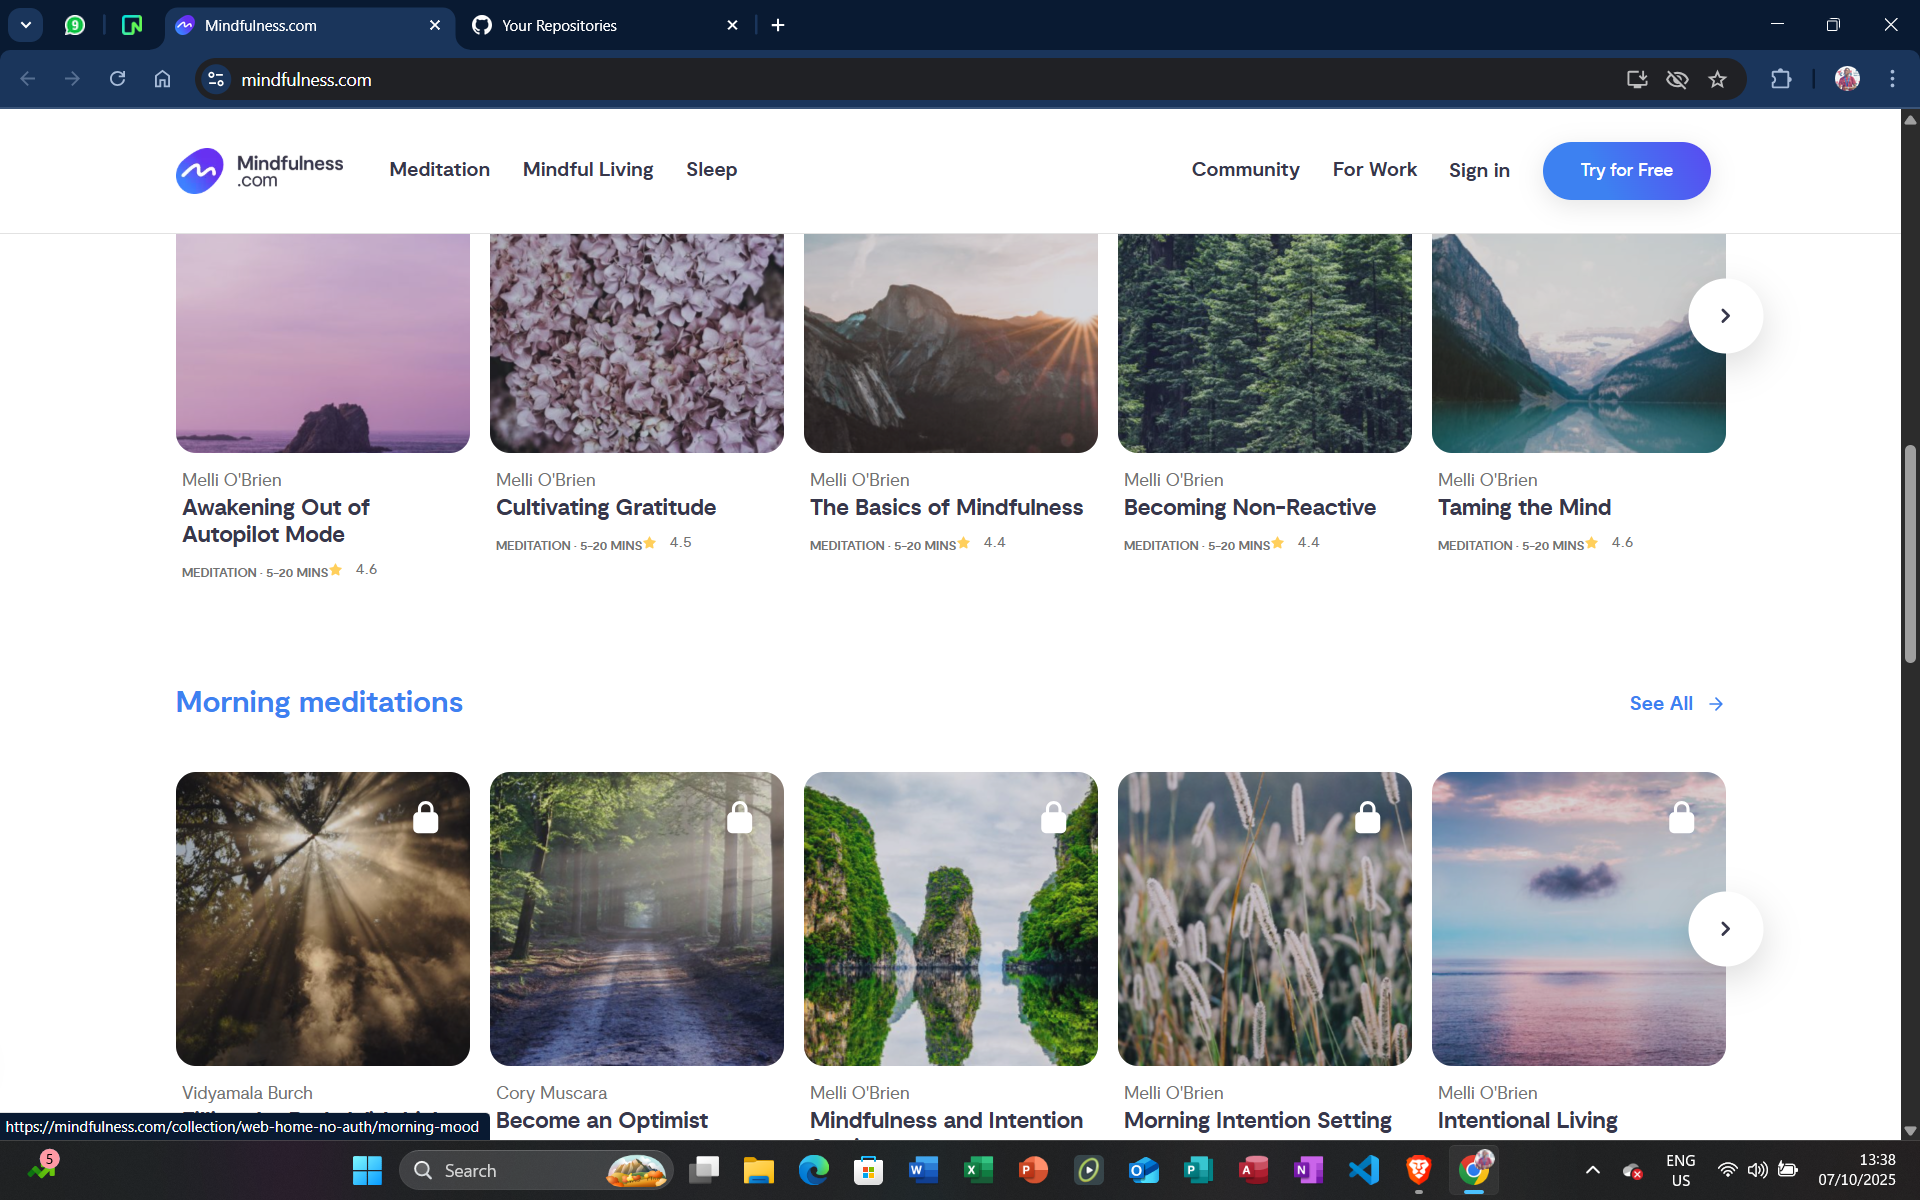 9
Mindfulness.com
Your Repositories
mindfulness.com
Mindfulness
.com
Meditation
Mindful Living
Sleep
Community
For Work
Sign in
Try for Free
Melli O'Brien
Awakening Out of
Autopilot Mode
MEDITATION · 5-20 MINS 4.6
Melli O'Brien
Cultivating Gratitude
MEDITATION · 5-20 MINS 4.5
Melli O'Brien
The Basics of Mindfulness
MEDITATION · 5-20 MINS 4.4
Melli O'Brien
Becoming Non-Reactive
MEDITATION · 5-20 MINS 4.4
Melli O'Brien
Taming the Mind
MEDITATION · 5-20 MINS 4.6
Morning meditations
See All
Vidyamala Burch
Cory Muscara
Become an Optimist
Melli O'Brien
Mindfulness and Intention
Melli O'Brien
Morning Intention Setting
Melli O'Brien
Intentional Living
https://mindfulness.com/collection/web-home-no-auth/morning-mood
5
Search
ENG
US
13:38
07/10/2025